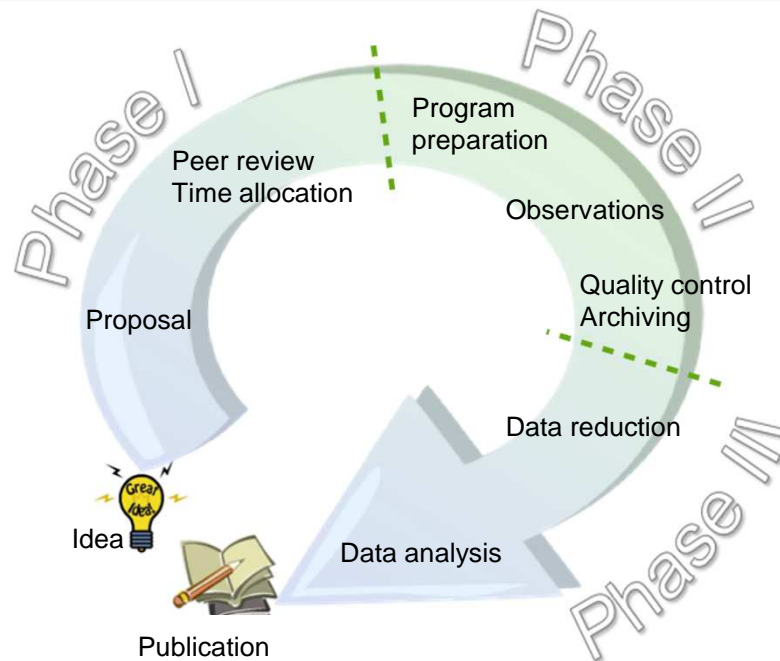 Phase I
Peer review
Time allocation
Proposal
Great
Idea.
Idea
Phase II
Program
preparation
Observations
Quality control
Archiving
Phase III
Data reduction
Data analysis
Publication